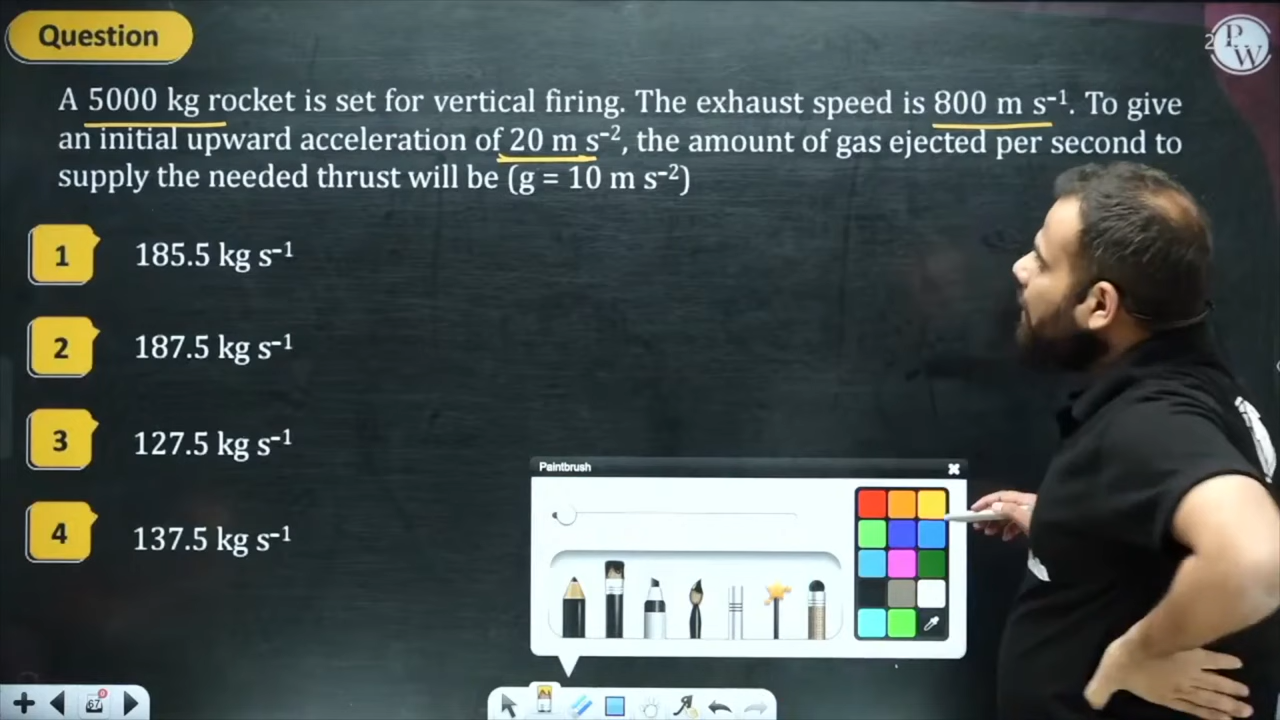 Question
A 5000 kg rocket is set for vertical firing. The exhaust speed is 800 m s⁻¹. To give
an initial upward acceleration of 20 m s⁻², the amount of gas ejected per second to
supply the needed thrust will be (g = 10 m s⁻²)
1 185.5 kg s⁻¹
2 187.5 kg s⁻¹
3 127.5 kg s⁻¹
4 137.5 kg s⁻¹
Paintbrush
PW
67